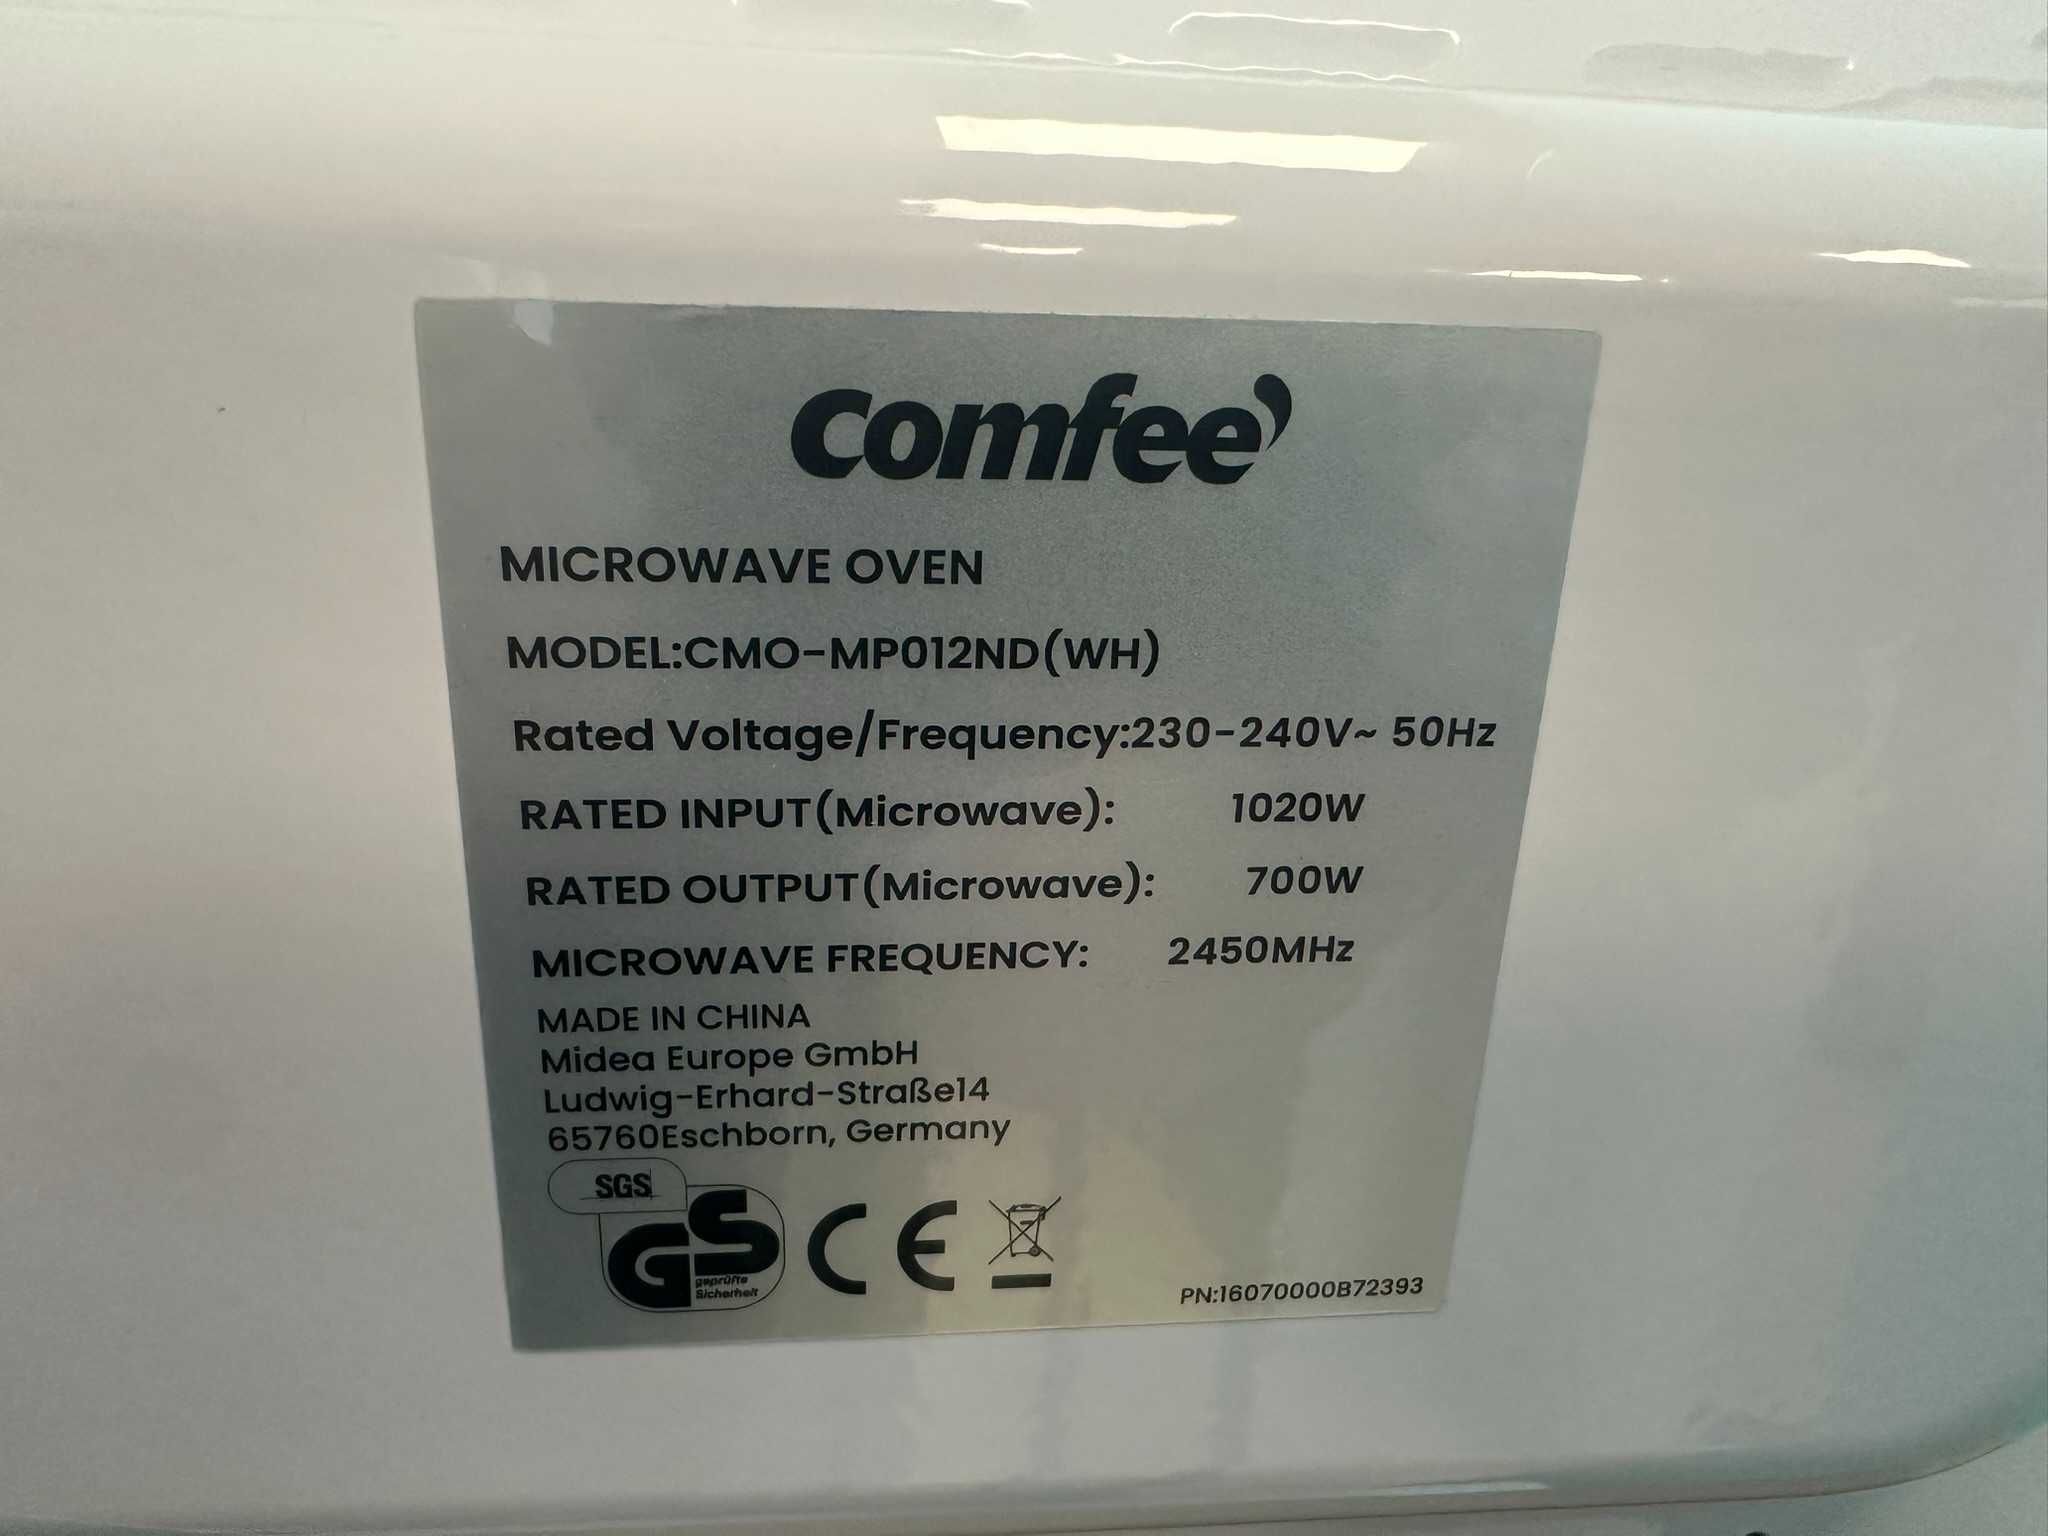 comfee'
MICROWAVE OVEN
MODEL:CMO-MP012ND(WH)
Rated Voltage/Frequency:230-240V~ 50Hz
RATED INPUT(Microwave): 1020W
RATED OUTPUT(Microwave): 700W
MICROWAVE FREQUENCY: 2450MHz
MADE IN CHINA
Midea Europe GmbH
Ludwig-Erhard-Straße14
65760Eschborn, Germany
SGS
GS CE
geprüfte
Sicherheit
PN:16070000B72393